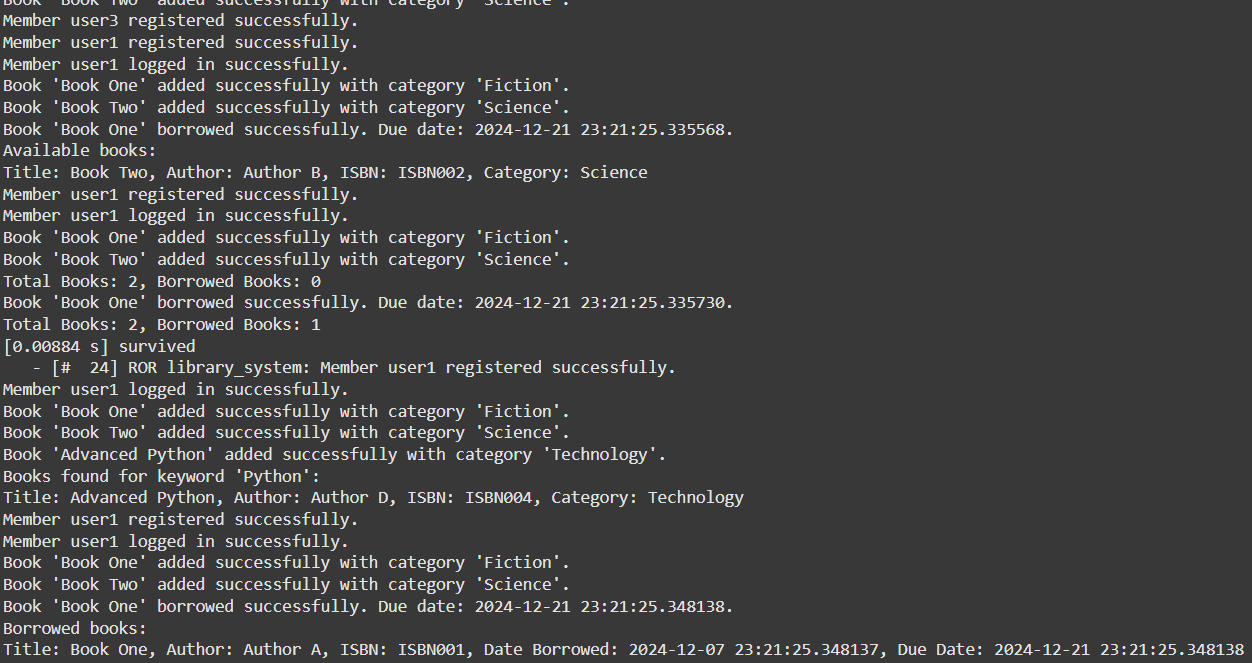 Book 'Book Two' added successfully with category 'Science'.
Member user3 registered successfully.
Member user1 registered successfully.
Member user1 logged in successfully.
Book 'Book One' added successfully with category 'Fiction'.
Book 'Book Two' added successfully with category 'Science'.
Book 'Book One' borrowed successfully. Due date: 2024-12-21 23:21:25.335568.
Available books:
Title: Book Two, Author: Author B, ISBN: ISBN002, Category: Science
Member user1 registered successfully.
Member user1 logged in successfully.
Book 'Book One' added successfully with category 'Fiction'.
Book 'Book Two' added successfully with category 'Science'.
Total Books: 2, Borrowed Books: 0
Book 'Book One' borrowed successfully. Due date: 2024-12-21 23:21:25.335730.
Total Books: 2, Borrowed Books: 1
[0.00884 s] survived
   - [#  24] ROR library_system: Member user1 registered successfully.
Member user1 logged in successfully.
Book 'Book One' added successfully with category 'Fiction'.
Book 'Book Two' added successfully with category 'Science'.
Book 'Advanced Python' added successfully with category 'Technology'.
Books found for keyword 'Python':
Title: Advanced Python, Author: Author D, ISBN: ISBN004, Category: Technology
Member user1 registered successfully.
Member user1 logged in successfully.
Book 'Book One' added successfully with category 'Fiction'.
Book 'Book Two' added successfully with category 'Science'.
Book 'Book One' borrowed successfully. Due date: 2024-12-21 23:21:25.348138.
Borrowed books:
Title: Book One, Author: Author A, ISBN: ISBN001, Date Borrowed: 2024-12-07 23:21:25.348137, Due Date: 2024-12-21 23:21:25.348138